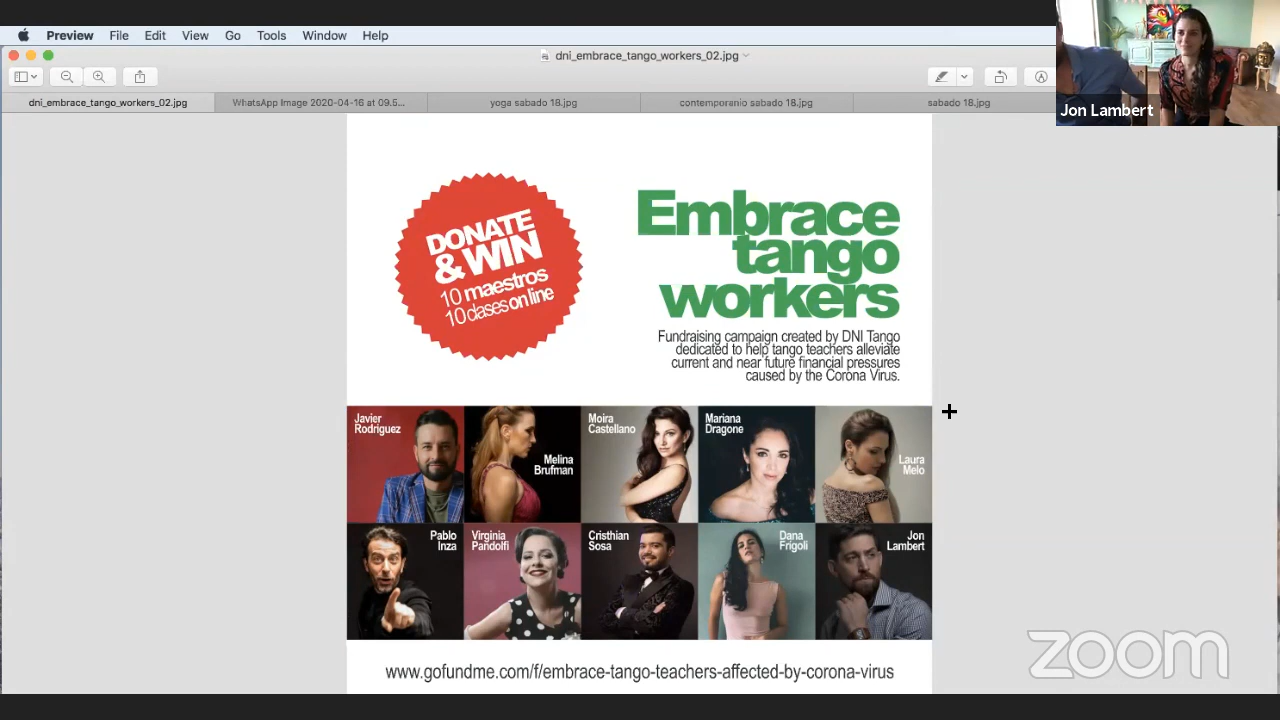 Preview File Edit View Go Tools Window Help
dni_embrace_tango_workers_02.jpg
dni_embrace_tango_workers_02.jpg
WhatsApp Image 2020-04-16 at 09.5...
yoga sabado 18.jpg
contemporanio sabado 18.jpg
sabado 18.jpg
Jon Lambert
DONATE
& WIN
10 maestros
10 clases on line
Embrace
tango
workers
Fundraising campaign created by DNI Tango
dedicated to help tango teachers alleviate
current and near future financial pressures
caused by the Corona Virus.
Javier
Rodriguez
Melina
Brufman
Moira
Castellano
Mariana
Dragone
Laura
Melo
Pablo
Inza
Virginia
Pandolfi
Cristhian
Sosa
Dana
Frigoli
Jon
Lambert
www.gofundme.com/f/embrace-tango-teachers-affected-by-corona-virus
zoom